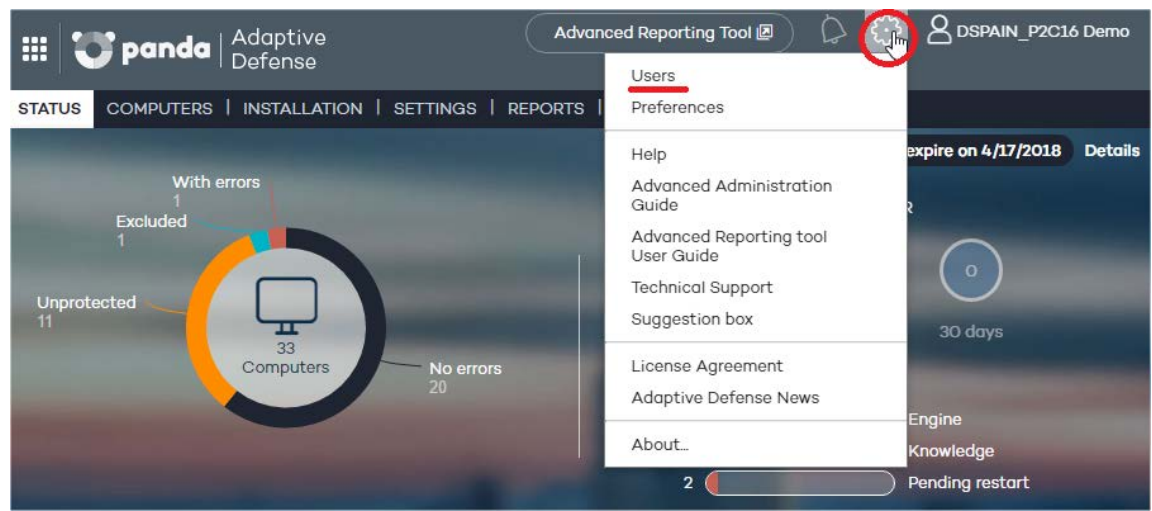 panda
Adaptive
Defense
Advanced Reporting Tool
DSPAIN_P2C16 Demo
STATUS
COMPUTERS | INSTALLATION | SETTINGS | REPORTS |
Users
Preferences
Help
Advanced Administration
Guide
Advanced Reporting tool
User Guide
Technical Support
Suggestion box
License Agreement
Adaptive Defense News
About...
expire on 4/17/2018
Details
With errors
1
Excluded
1
Unprotected
11
33
Computers
No errors
20
R
0
30 days
Engine
Knowledge
2
Pending restart